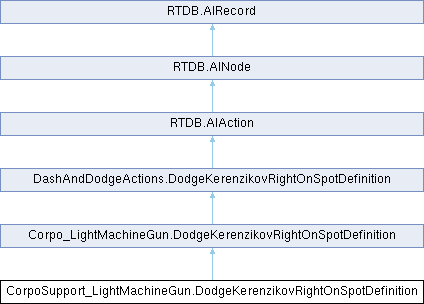 RTDB.AIRecord
RTDB.AINode
RTDB.AIAction
DashAndDodgeActions.DodgeKerenzikovRightOnSpotDefinition
Corpo_LightMachineGun.DodgeKerenzikovRightOnSpotDefinition
CorpoSupport_LightMachineGun.DodgeKerenzikovRightOnSpotDefinition